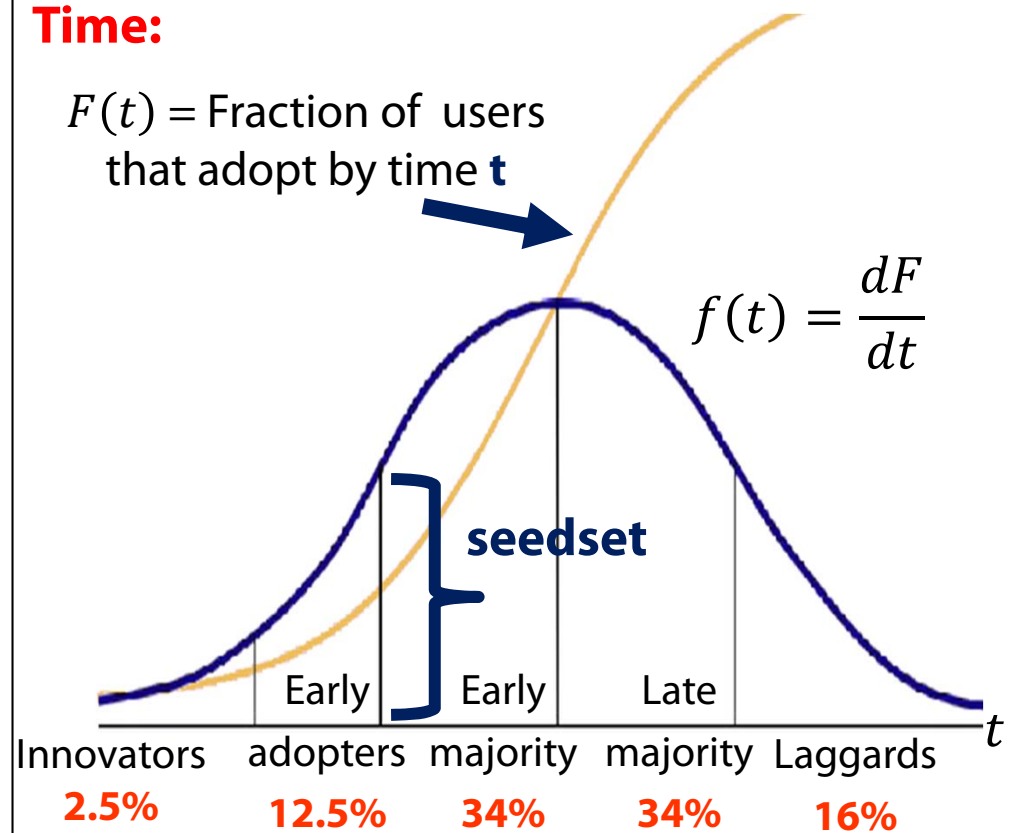 Time:
F(t) = Fraction of users
that adopt by time t
f(t) = dF/dt
seedset
Early Early Late
t
Innovators adopters majority majority Laggards
2.5% 12.5% 34% 34% 16%